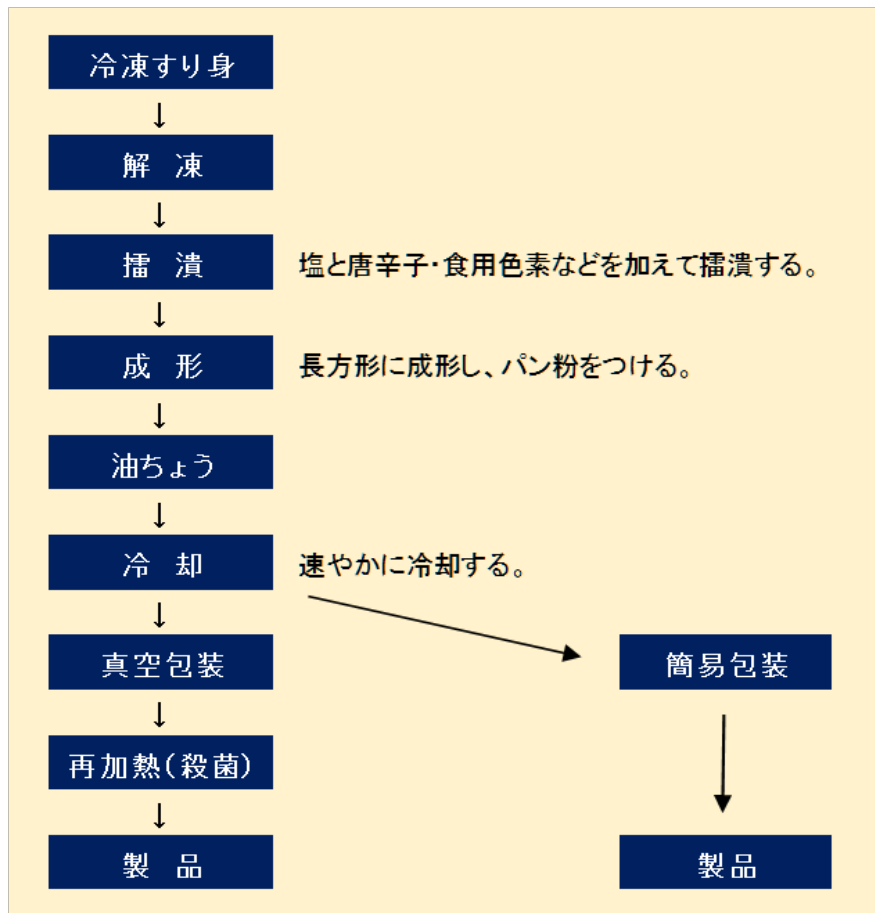 冷凍すり身
↓
解 凍
↓
擂 潰 塩と唐辛子・食用色素などを加えて擂潰する。
↓
成 形 長方形に成形し、パン粉をつける。
↓
油ちょう
↓
冷 却 速やかに冷却する。
↓
真空包装 簡易包装
↓
再加熱(殺菌)
↓
製 品 製品